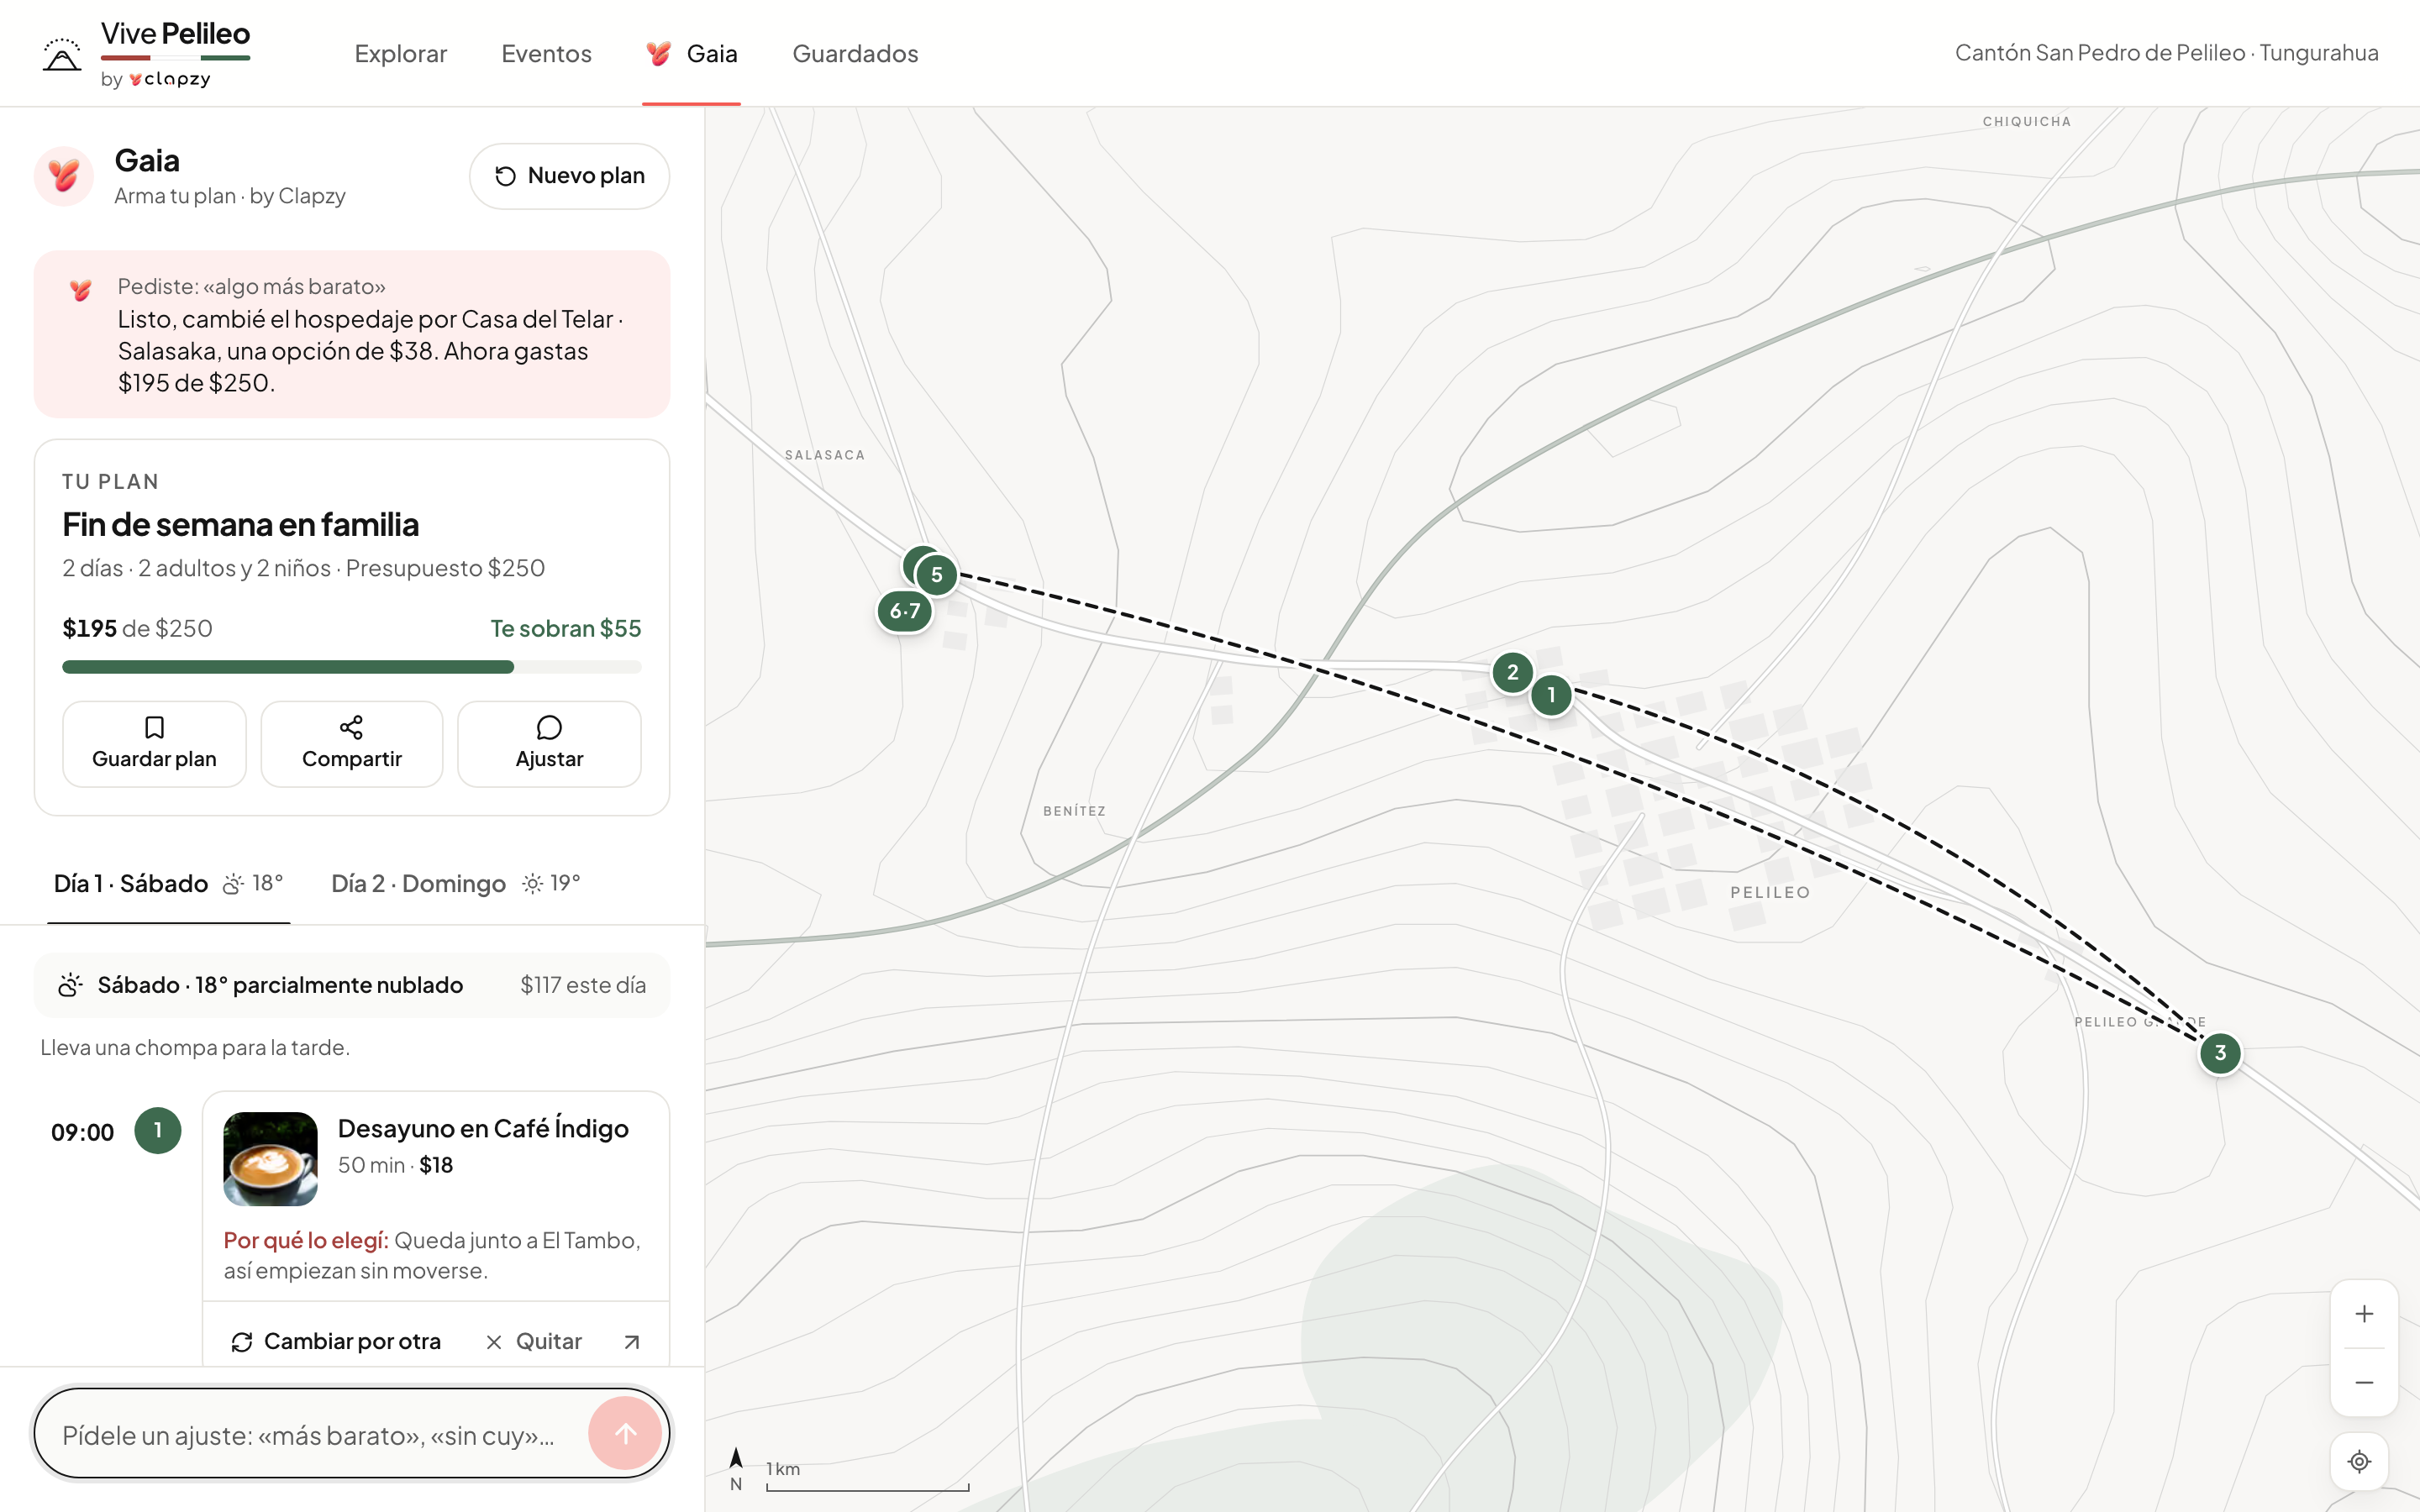 Vive Pelileo
by clapzy
Explorar
Eventos
Gaia
Guardados
Cantón San Pedro de Pelileo · Tungurahua
Gaia
Arma tu plan · by Clapzy
Nuevo plan
Pediste: «algo más barato»
Listo, cambié el hospedaje por Casa del Telar ·
Salasaka, una opción de $38. Ahora gastas
$195 de $250.
TU PLAN
Fin de semana en familia
2 días · 2 adultos y 2 niños · Presupuesto $250
$195 de $250
Te sobran $55
Guardar plan
Compartir
Ajustar
Día 1 · Sábado 18°
Día 2 · Domingo 19°
Sábado · 18° parcialmente nublado
$117 este día
Lleva una chompa para la tarde.
09:00
1
Desayuno en Café Índigo
50 min · $18
Por qué lo elegí: Queda junto a El Tambo,
así empiezan sin moverse.
Cambiar por otra
Quitar
Pídele un ajuste: «más barato», «sin cuy»...
CHIQUICHA
SALASACA
5
6·7
2
1
BENÍTEZ
PELILEO
PELILEO
3
N
1 km